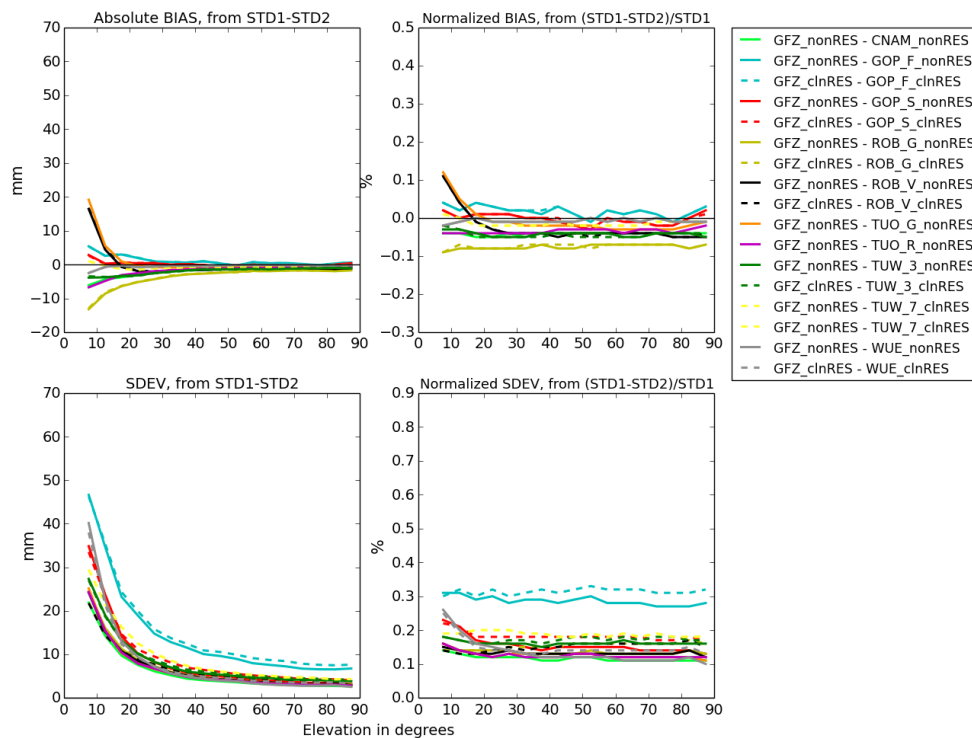 Absolute BIAS, from STD1-STD2
70
60
50
40
30
20
10
0
−10
−20
mm
0 10 20 30 40 50 60 70 80 90
Normalized BIAS, from (STD1-STD2)/STD1
0.5
0.4
0.3
0.2
0.1
0.0
−0.1
−0.2
−0.3
%
0 10 20 30 40 50 60 70 80 90
SDEV, from STD1-STD2
70
60
50
40
30
20
10
0
mm
0 10 20 30 40 50 60 70 80 90
Normalized SDEV, from (STD1-STD2)/STD1
0.9
0.8
0.7
0.6
0.5
0.4
0.3
0.2
0.1
0.0
%
0 10 20 30 40 50 60 70 80 90
Elevation in degrees
GFZ_nonRES - CNAM_nonRES
GFZ_nonRES - GOP_F_nonRES
GFZ_clnRES - GOP_F_clnRES
GFZ_nonRES - GOP_S_nonRES
GFZ_clnRES - GOP_S_clnRES
GFZ_nonRES - ROB_G_nonRES
GFZ_clnRES - ROB_G_clnRES
GFZ_nonRES - ROB_V_nonRES
GFZ_clnRES - ROB_V_clnRES
GFZ_nonRES - TUO_G_nonRES
GFZ_nonRES - TUO_R_nonRES
GFZ_nonRES - TUW_3_nonRES
GFZ_clnRES - TUW_3_clnRES
GFZ_nonRES - TUW_7_clnRES
GFZ_nonRES - TUW_7_clnRES
GFZ_nonRES - WUE_nonRES
GFZ_clnRES - WUE_clnRES